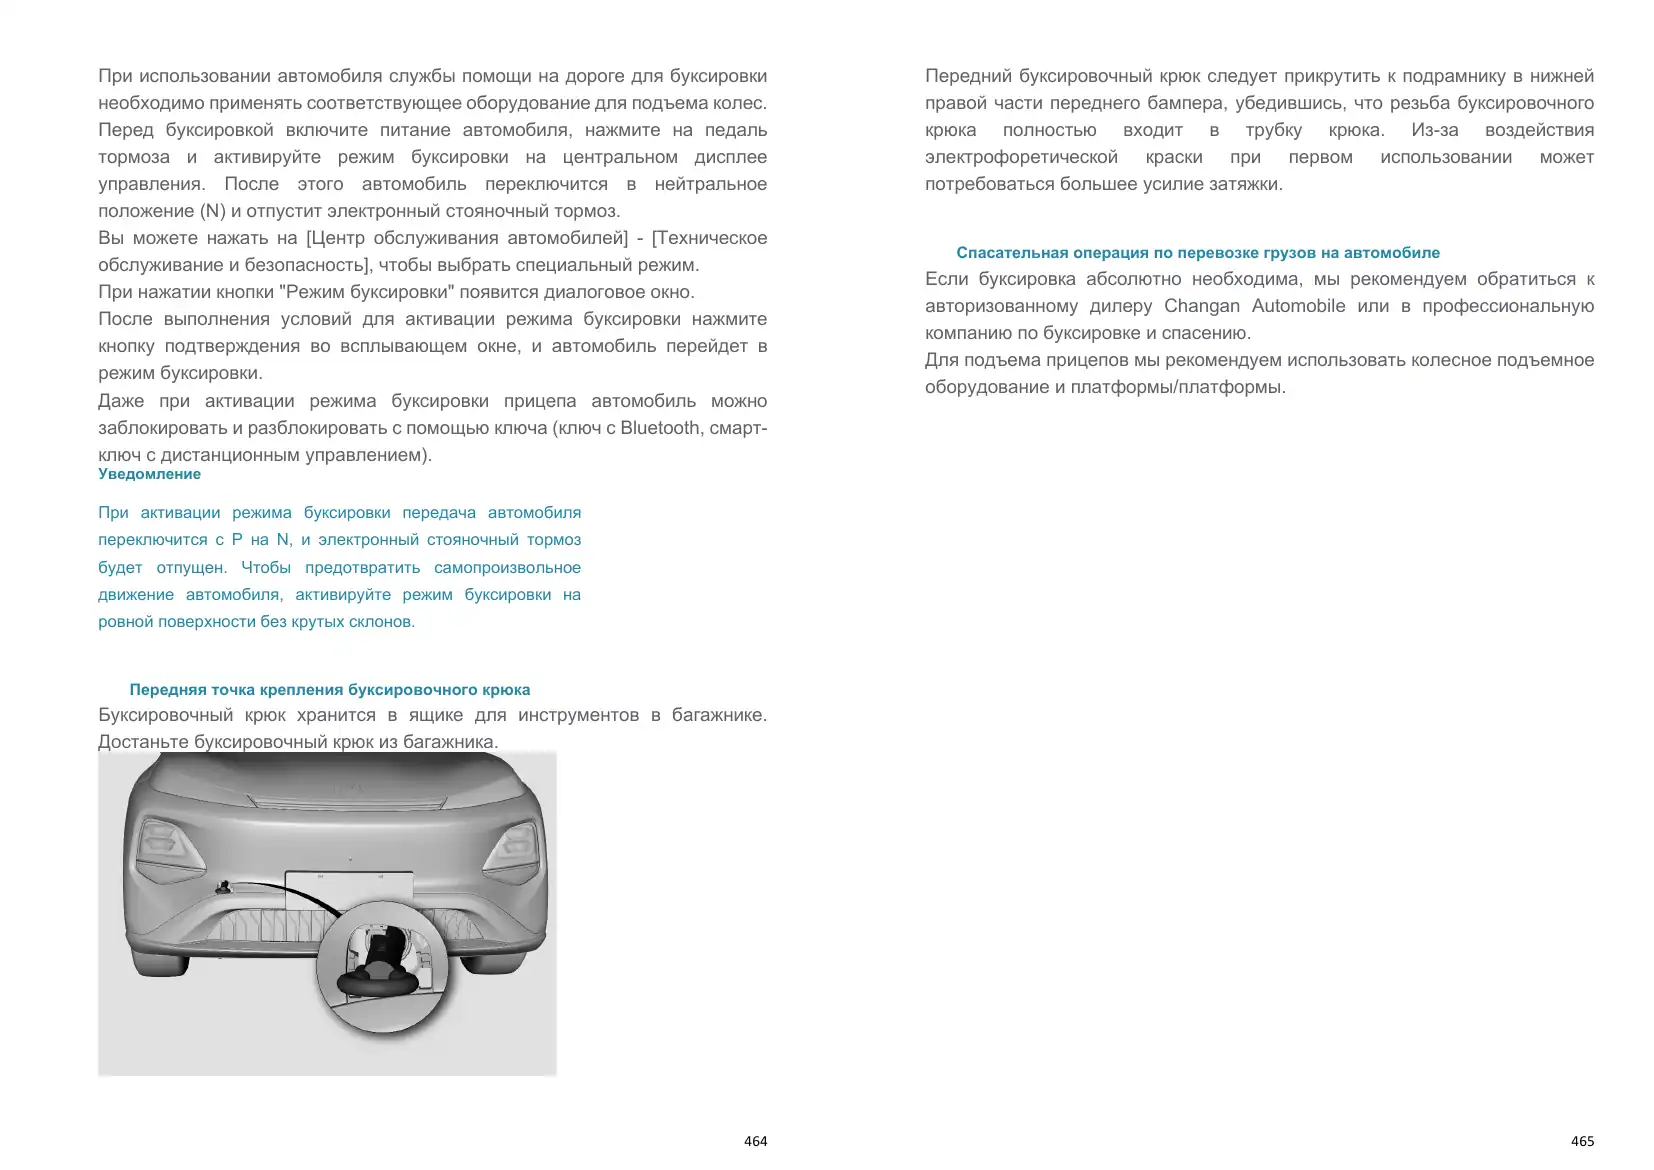 При использовании автомобиля службы помощи на дороге для буксировки
необходимо применять соответствующее оборудование для подъема колес.
Перед буксировкой включите питание автомобиля, нажмите на педаль
тормоза и активируйте режим буксировки на центральном дисплее
управления. После этого автомобиль переключится в нейтральное
положение (N) и отпустит электронный стояночный тормоз.
Вы можете нажать на [Центр обслуживания автомобилей] - [Техническое
обслуживание и безопасность], чтобы выбрать специальный режим.
При нажатии кнопки "Режим буксировки" появится диалоговое окно.
После выполнения условий для активации режима буксировки нажмите
кнопку подтверждения во всплывающем окне, и автомобиль перейдет в
режим буксировки.
Даже при активации режима буксировки прицепа автомобиль можно
заблокировать и разблокировать с помощью ключа (ключ с Bluetooth, смарт-
ключ с дистанционным управлением).
Уведомление
При активации режима буксировки передача автомобиля
переключится с P на N, и электронный стояночный тормоз
будет отпущен. Чтобы предотвратить самопроизвольное
движение автомобиля, активируйте режим буксировки на
ровной поверхности без крутых склонов.
Передняя точка крепления буксировочного крюка
Буксировочный крюк хранится в ящике для инструментов в багажнике.
Достаньте буксировочный крюк из багажника.
464
Передний буксировочный крюк следует прикрутить к подрамнику в нижней
правой части переднего бампера, убедившись, что резьба буксировочного
крюка полностью входит в трубку крюка. Из-за воздействия
электрофоретической краски при первом использовании может
потребоваться большее усилие затяжки.
Спасательная операция по перевозке грузов на автомобиле
Если буксировка абсолютно необходима, мы рекомендуем обратиться к
авторизованному дилеру Changan Automobile или в профессиональную
компанию по буксировке и спасению.
Для подъема прицепов мы рекомендуем использовать колесное подъемное
оборудование и платформы/платформы.
465